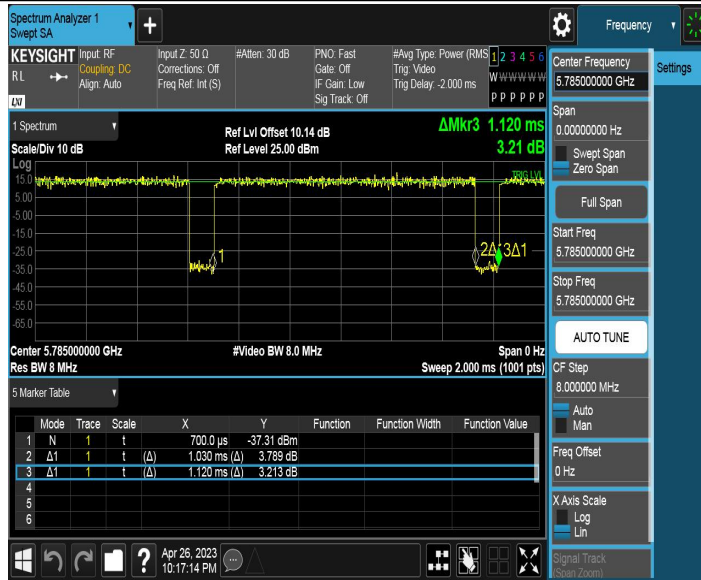 Spectrum Analyzer 1
Swept SA
Frequency
KEYSIGHT
RL
LXI
Input: RF
Coupling: DC
Align: Auto
Input Z: 50 Ω
Corrections: Off
Freq Ref: Int (S)
#Atten: 30 dB
PNO: Fast
Gate: Off
IF Gain: Low
Sig Track: Off
#Avg Type: Power (RMS
Trig: Video
Trig Delay: -2.000 ms
1 2 3 4 5 6
W W W W W W
P P P P P P
Center Frequency
5.785000000 GHz
Settings
Span
0.00000000 Hz
Swept Span
Zero Span
Full Span
Start Freq
5.785000000 GHz
Stop Freq
5.785000000 GHz
AUTO TUNE
CF Step
8.000000 MHz
Auto
Man
Freq Offset
0 Hz
X Axis Scale
Log
Lin
Signal Track
(Span Zoom)
1 Spectrum
Scale/Div 10 dB
Ref Lvl Offset 10.14 dB
Ref Level 25.00 dBm
ΔMkr3 1.120 ms
3.21 dB
Log
15.0
5.00
-5.00
-15.0
-25.0
-35.0
-45.0
-55.0
-65.0
TRIG LVL
1
2Δ1
3Δ1
Center 5.785000000 GHz
Res BW 8 MHz
#Video BW 8.0 MHz
Span 0 Hz
Sweep 2.000 ms (1001 pts)
5 Marker Table
Mode Trace Scale X Y Function Function Width Function Value
1 N 1 t 700.0 µs -37.31 dBm
2 Δ1 1 t (Δ) 1.030 ms (Δ) 3.789 dB
3 Δ1 1 t (Δ) 1.120 ms (Δ) 3.213 dB
4
5
6
?
Apr 26, 2023
10:17:14 PM